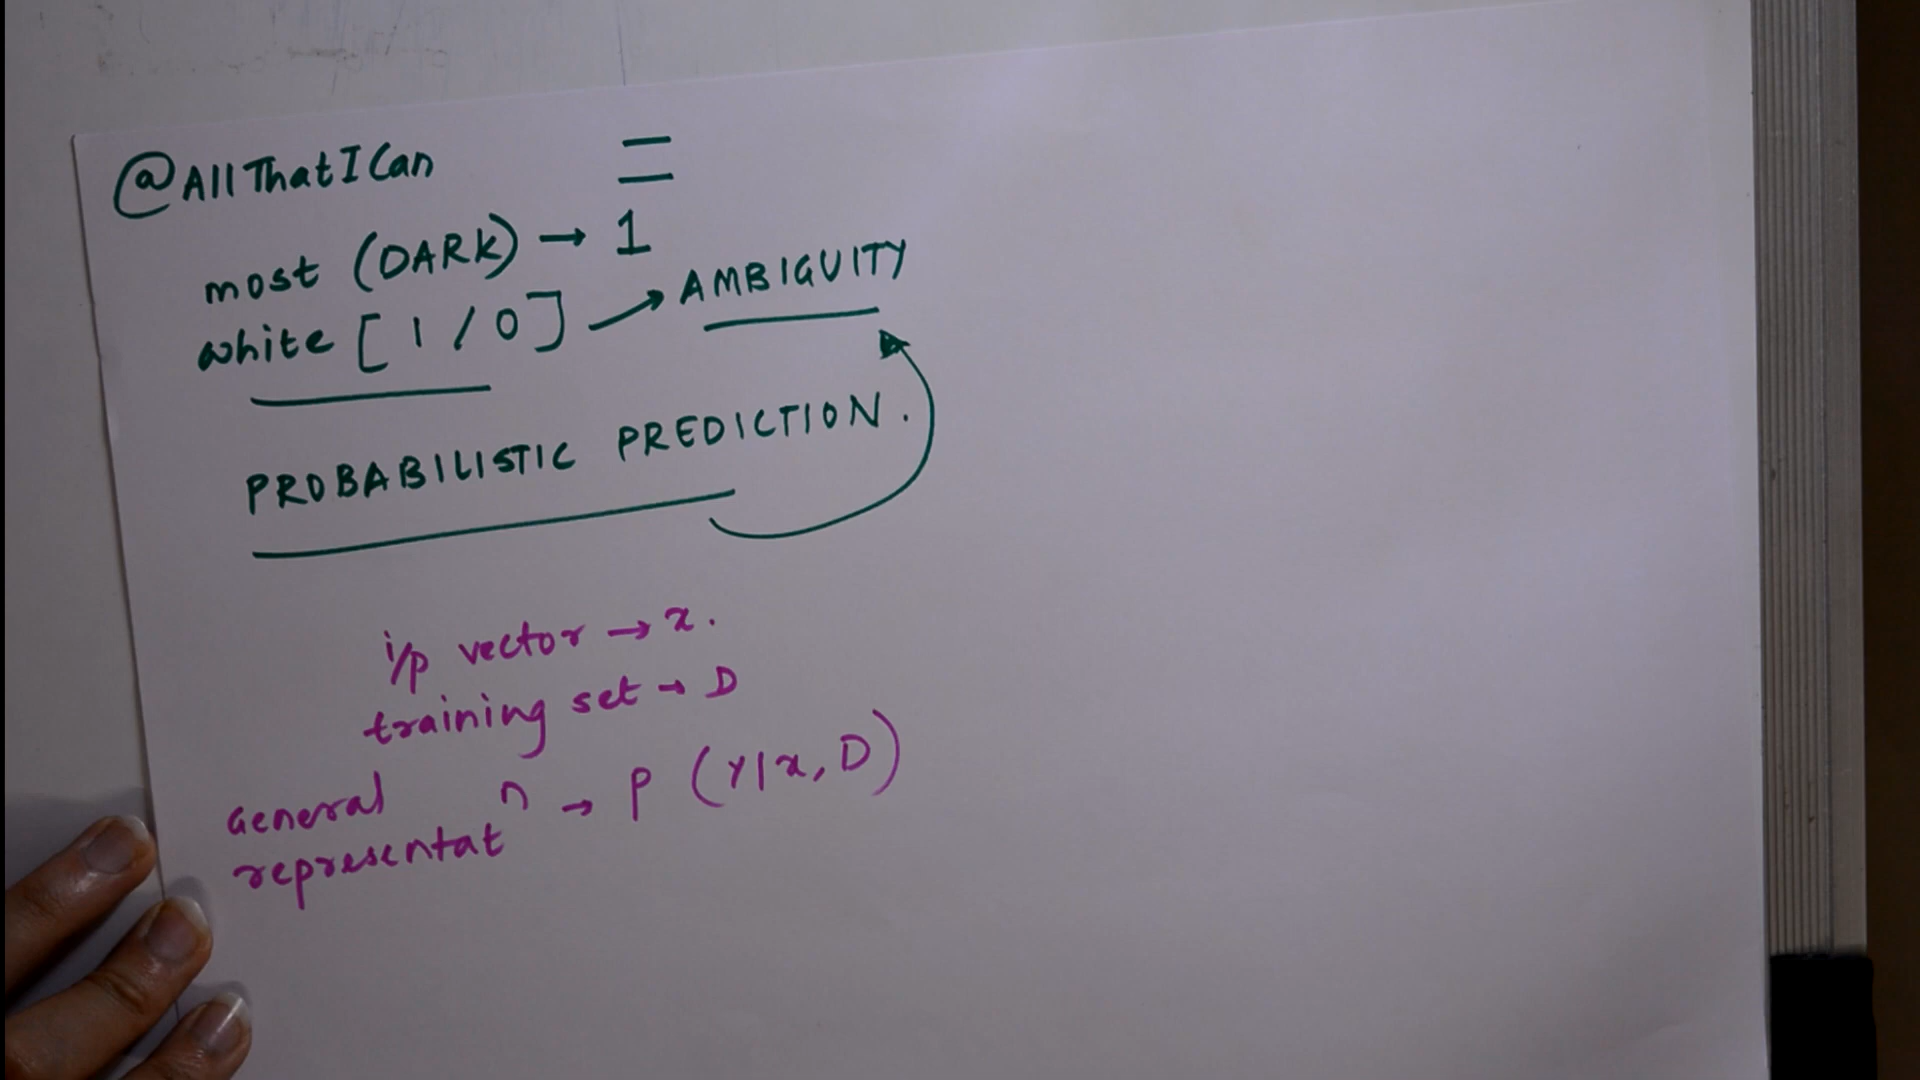 @AllThatICan
most (DARK) → 1
white [1/0] → AMBIGUITY
PROBABILISTIC PREDICTION.
i/p vector → x.
training set → D
General
representatⁿ → p (y|x, D)